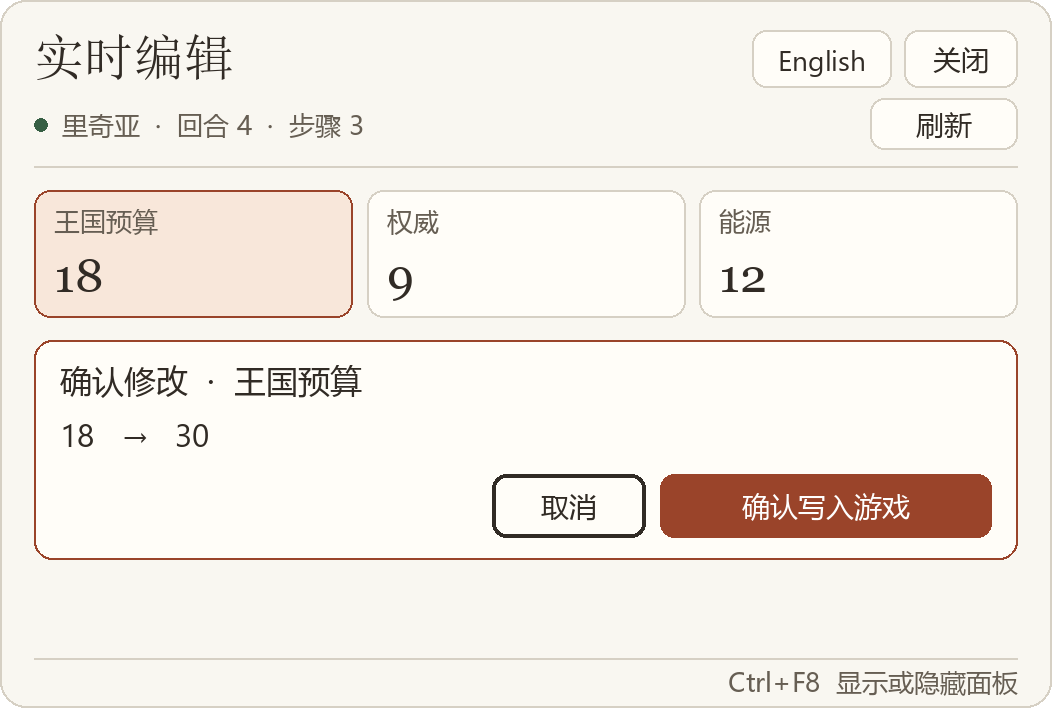 实时编辑
English
关闭
里奇亚 · 回合 4 · 步骤 3
刷新
王国预算
18
权威
9
能源
12
确认修改 · 王国预算
18 → 30
取消
确认写入游戏
Ctrl+F8 显示或隐藏面板